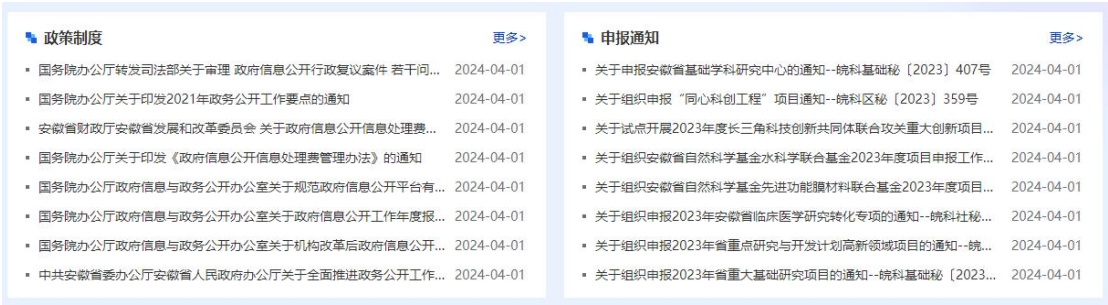 政策制度
更多>
国务院办公厅转发司法部关于审理 政府信息公开行政复议案件 若干问... 2024-04-01
国务院办公厅关于印发2021年政务公开工作要点的通知 2024-04-01
安徽省财政厅安徽省发展和改革委员会 关于政府信息公开信息处理费... 2024-04-01
国务院办公厅关于印发《政府信息公开信息处理费管理办法》的通知 2024-04-01
国务院办公厅政府信息与政务公开办公室关于规范政府信息公开平台有... 2024-04-01
国务院办公厅政府信息与政务公开办公室关于政府信息公开工作年度报... 2024-04-01
国务院办公厅政府信息与政务公开办公室关于机构改革后政府信息公开... 2024-04-01
中共安徽省委办公厅安徽省人民政府办公厅关于全面推进政务公开工作... 2024-04-01
申报通知
更多>
关于申报安徽省基础学科研究中心的通知--皖科基础秘〔2023〕407号 2024-04-01
关于组织申报“同心科创工程”项目通知--皖科区秘〔2023〕359号 2024-04-01
关于试点开展2023年度长三角科技创新共同体联合攻关重大创新项目... 2024-04-01
关于组织安徽省自然科学基金水科学联合基金2023年度项目申报工作... 2024-04-01
关于组织安徽省自然科学基金先进功能膜材料联合基金2023年度项目... 2024-04-01
关于组织申报2023年安徽省临床医学研究转化专项的通知--皖科社秘... 2024-04-01
关于组织申报2023年省重点研究与开发计划高新领域项目的通知--皖... 2024-04-01
关于组织申报2023年省重大基础研究项目的通知--皖科基础秘〔2023... 2024-04-01